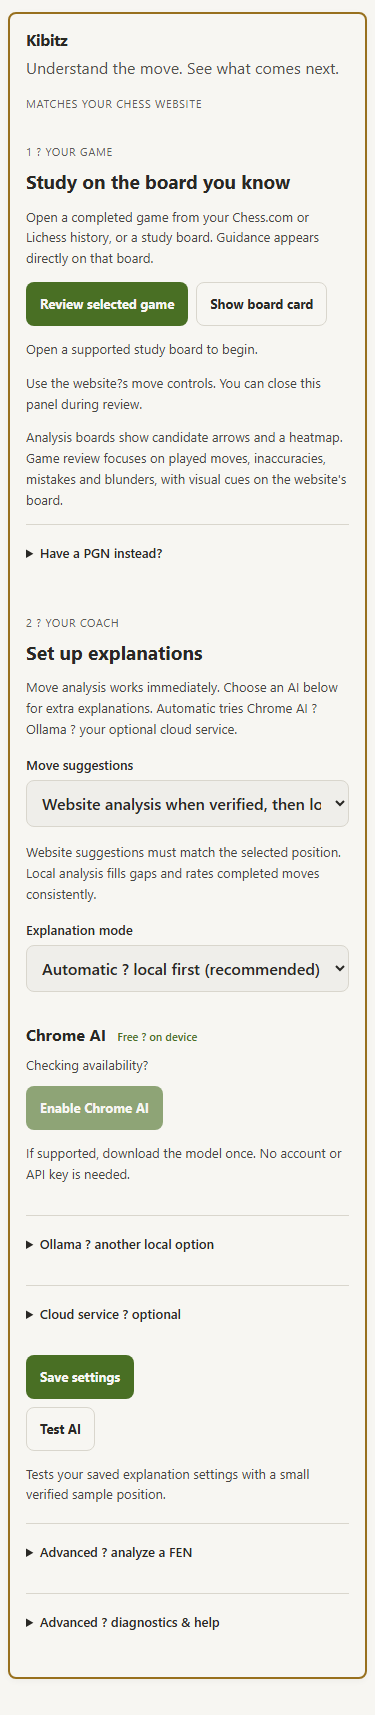 Kibitz
Understand the move. See what comes next.
MATCHES YOUR CHESS WEBSITE
1 ? YOUR GAME
Study on the board you know
Open a completed game from your Chess.com or
Lichess history, or a study board. Guidance appears
directly on that board.
Review selected game
Show board card
Open a supported study board to begin.
Use the website?s move controls. You can close this
panel during review.
Analysis boards show candidate arrows and a heatmap.
Game review focuses on played moves, inaccuracies,
mistakes and blunders, with visual cues on the website's
board.
Have a PGN instead?
2 ? YOUR COACH
Set up explanations
Move analysis works immediately. Choose an AI below
for extra explanations. Automatic tries Chrome AI ?
Ollama ? your optional cloud service.
Move suggestions
Website analysis when verified, then lo
Website suggestions must match the selected position.
Local analysis fills gaps and rates completed moves
consistently.
Explanation mode
Automatic ? local first (recommended)
Chrome AI Free ? on device
Checking availability?
Enable Chrome AI
If supported, download the model once. No account or
API key is needed.
Ollama ? another local option
Cloud service ? optional
Save settings
Test AI
Tests your saved explanation settings with a small
verified sample position.
Advanced ? analyze a FEN
Advanced ? diagnostics & help